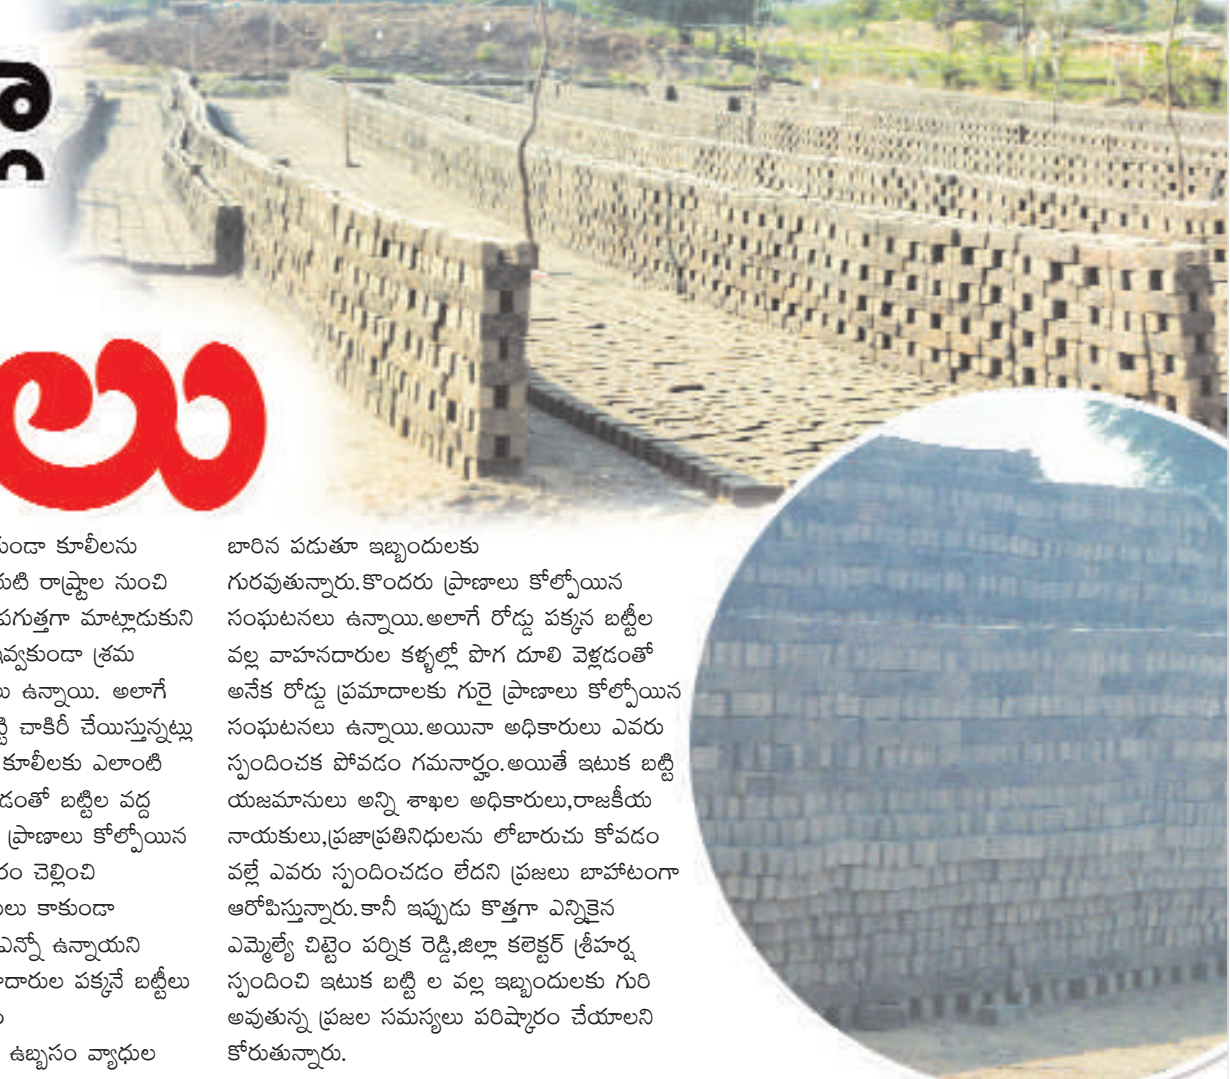 లు
కూలీలను
రాష్ట్రాల నుంచి
మాట్లాడుకుని
శ్రమ
ఉన్నాయి. అలాగే
చాకిరీ చేయిస్తున్నట్లు
కూలీలకు ఎలాంటి
బట్టిల వద్ద
ప్రాణాలు కోల్పోయిన
చెల్లించి
కాకుండా
ఎన్నో ఉన్నాయని
పక్కనే బట్టీలు
ఉబ్బసం వ్యాధుల
బారిన పడుతూ ఇబ్బందులకు
గురవుతున్నారు.కొందరు ప్రాణాలు కోల్పోయిన
సంఘటనలు ఉన్నాయి.అలాగే రోడ్డు పక్కన బట్టీల
వల్ల వాహనదారుల కళ్ళల్లో పొగ దూలి వెళ్లడంతో
అనేక రోడ్డు ప్రమాదాలకు గురై ప్రాణాలు కోల్పోయిన
సంఘటనలు ఉన్నాయి.అయినా అధికారులు ఎవరు
స్పందించక పోవడం గమనార్హం.అయితే ఇటుక బట్టి
యజమానులు అన్ని శాఖల అధికారులు,రాజకీయ
నాయకులు,ప్రజాప్రతినిధులను లోబారుచు కోవడం
వల్లే ఎవరు స్పందించడం లేదని ప్రజలు బాహాటంగా
ఆరోపిస్తున్నారు.కానీ ఇప్పుడు కొత్తగా ఎన్నికైన
ఎమ్మెల్యే చిట్టెం పర్నిక రెడ్డి,జిల్లా కలెక్టర్ శ్రీహర్ష
స్పందించి ఇటుక బట్టి ల వల్ల ఇబ్బందులకు గురి
అవుతున్న ప్రజల సమస్యలు పరిష్కారం చేయాలని
కోరుతున్నారు.